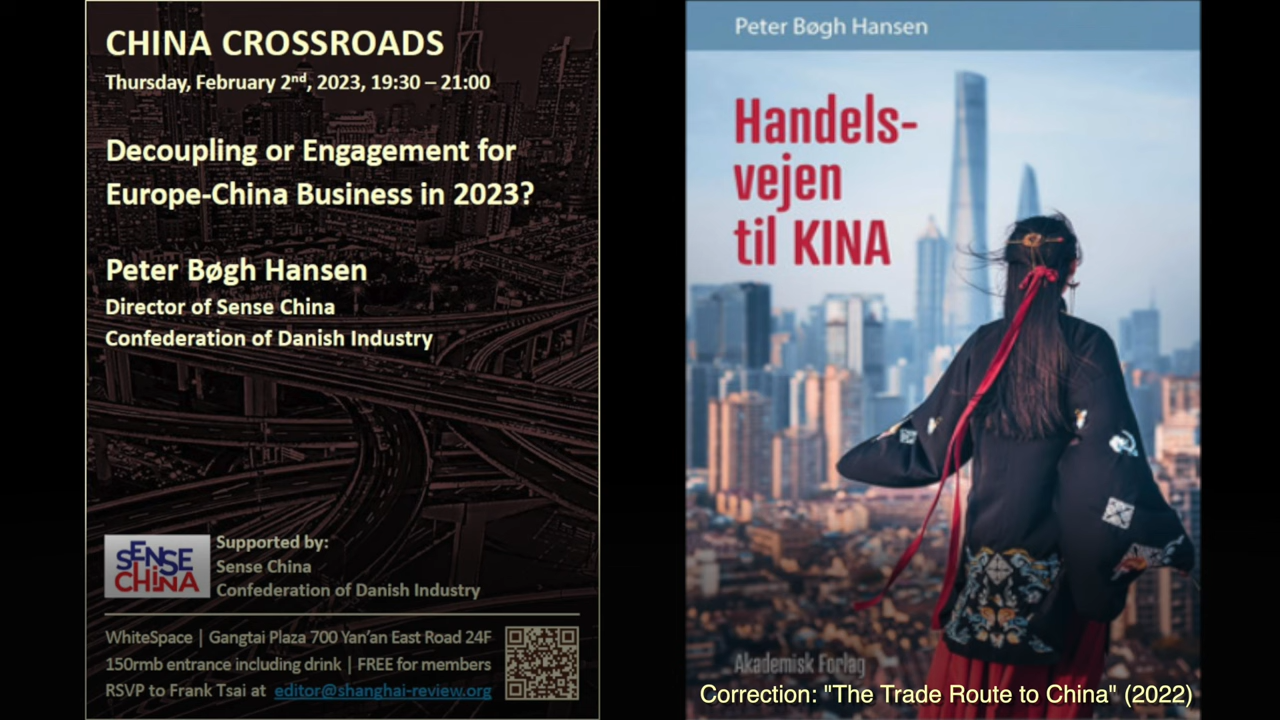 CHINA CROSSROADS
Thursday, February 2nd, 2023, 19:30 – 21:00
Decoupling or Engagement for
Europe-China Business in 2023?
Peter Bøgh Hansen
Director of Sense China
Confederation of Danish Industry
SENSE
CHINA
Supported by:
Sense China
Confederation of Danish Industry
WhiteSpace | Gangtai Plaza 700 Yan'an East Road 24F
150rmb entrance including drink | FREE for members
RSVP to Frank Tsai at editor@shanghai-review.org
Peter Bøgh Hansen
Handels-
vejen
til KINA
Akademisk Forlag
Correction: "The Trade Route to China" (2022)